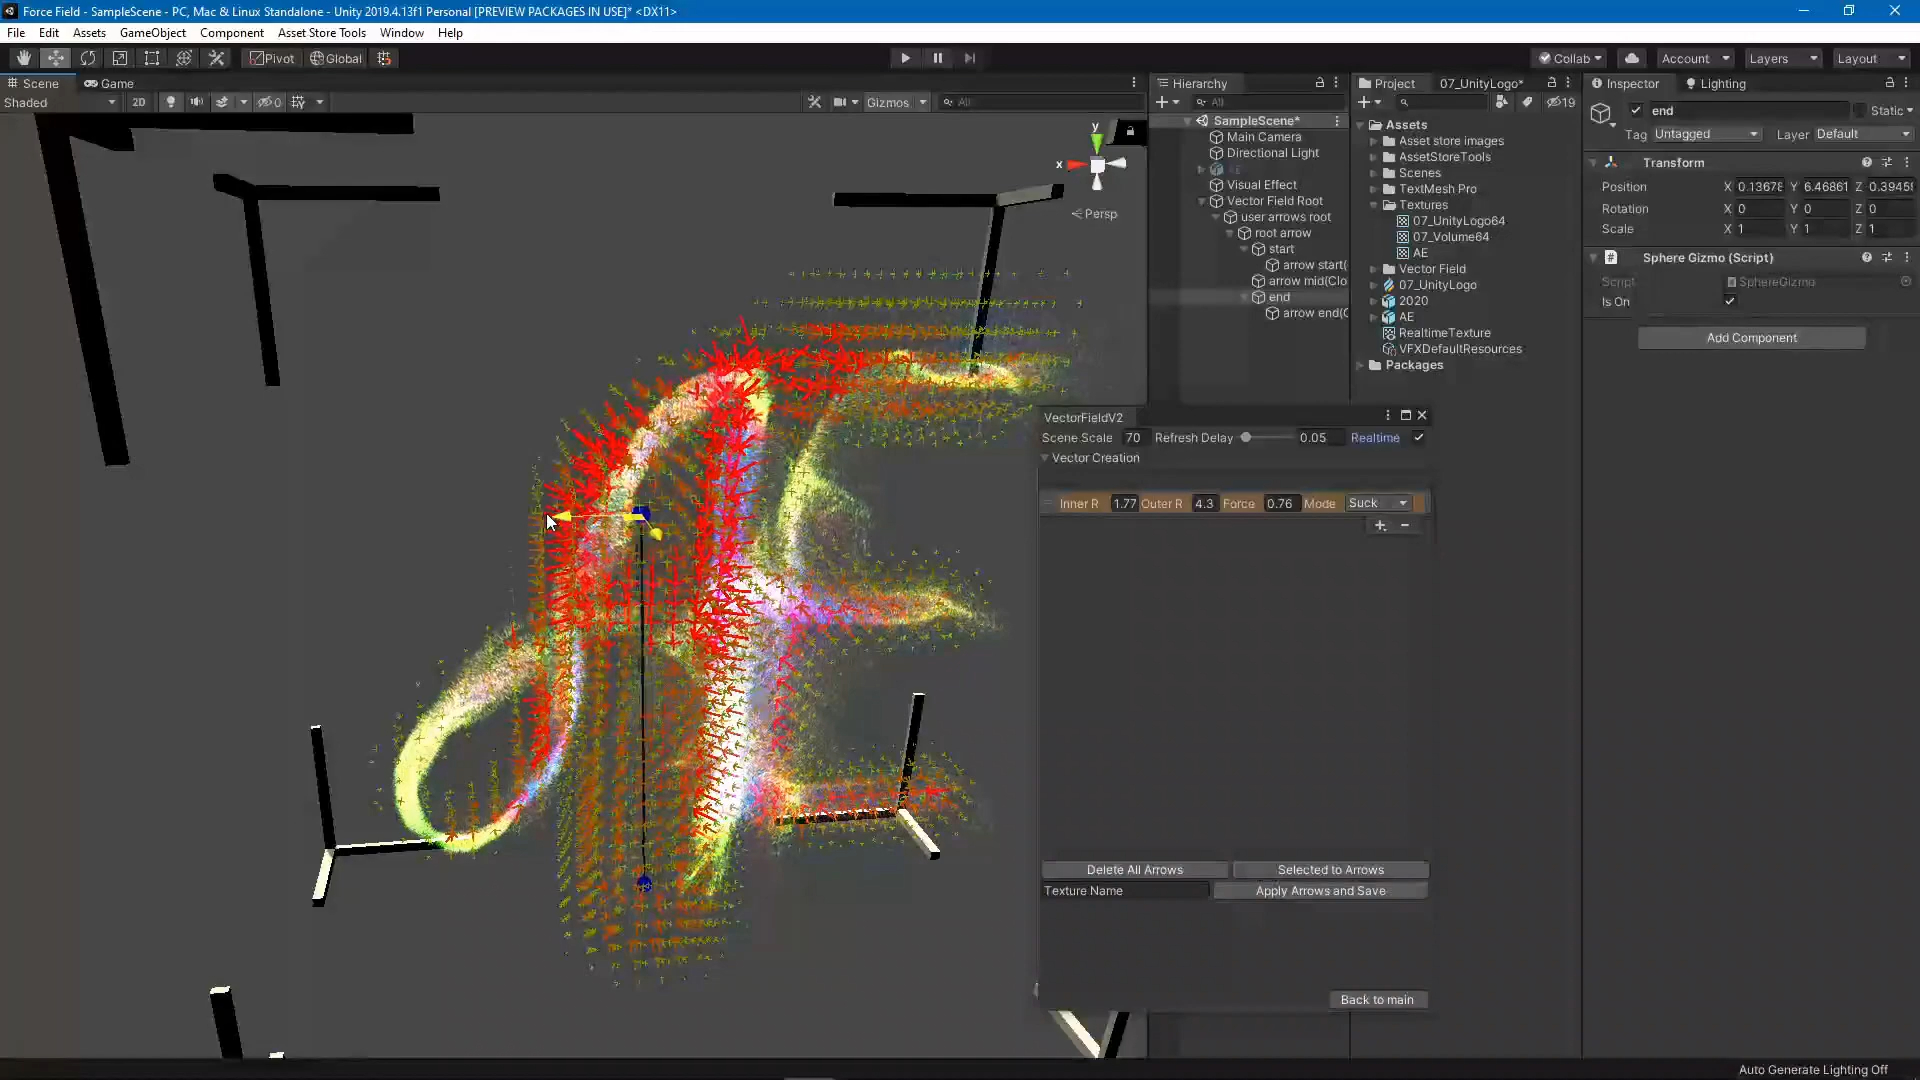 Force Field - SampleScene - PC, Mac & Linux Standalone - Unity 2019.4.13f1 Personal [PREVIEW PACKAGES IN USE]* <DX11>
File Edit Assets GameObject Component Asset Store Tools Window Help
Pivot Global Collab Account Layers Layout
Scene Game
Shaded 2D 0 Gizmos All
y
x
Persp
Hierarchy
All
SampleScene*
Main Camera
Directional Light
AE
Visual Effect
Vector Field Root
user arrows root
root arrow
start
arrow start(
arrow mid(Clo
end
arrow end(C
Project 07_UnityLogo*
19
Assets
Asset store images
AssetStoreTools
Scenes
TextMesh Pro
Textures
07_UnityLogo64
07_Volume64
AE
Vector Field
07_UnityLogo
2020
AE
RealtimeTexture
VFXDefaultResources
Packages
Inspector Lighting
end Static
Tag Untagged Layer Default
Transform
Position X 0.13678 Y 6.46861 Z 0.39459
Rotation X 0 Y 0 Z 0
Scale X 1 Y 1 Z 1
Sphere Gizmo (Script)
Script SphereGizmo
Is On
Add Component
VectorFieldV2
Scene Scale 70 Refresh Delay 0.05 Realtime
Vector Creation
Inner R 1.77 Outer R 4.3 Force 0.76 Mode Suck
Delete All Arrows Selected to Arrows
Texture Name Apply Arrows and Save
Back to main
Auto Generate Lighting Off